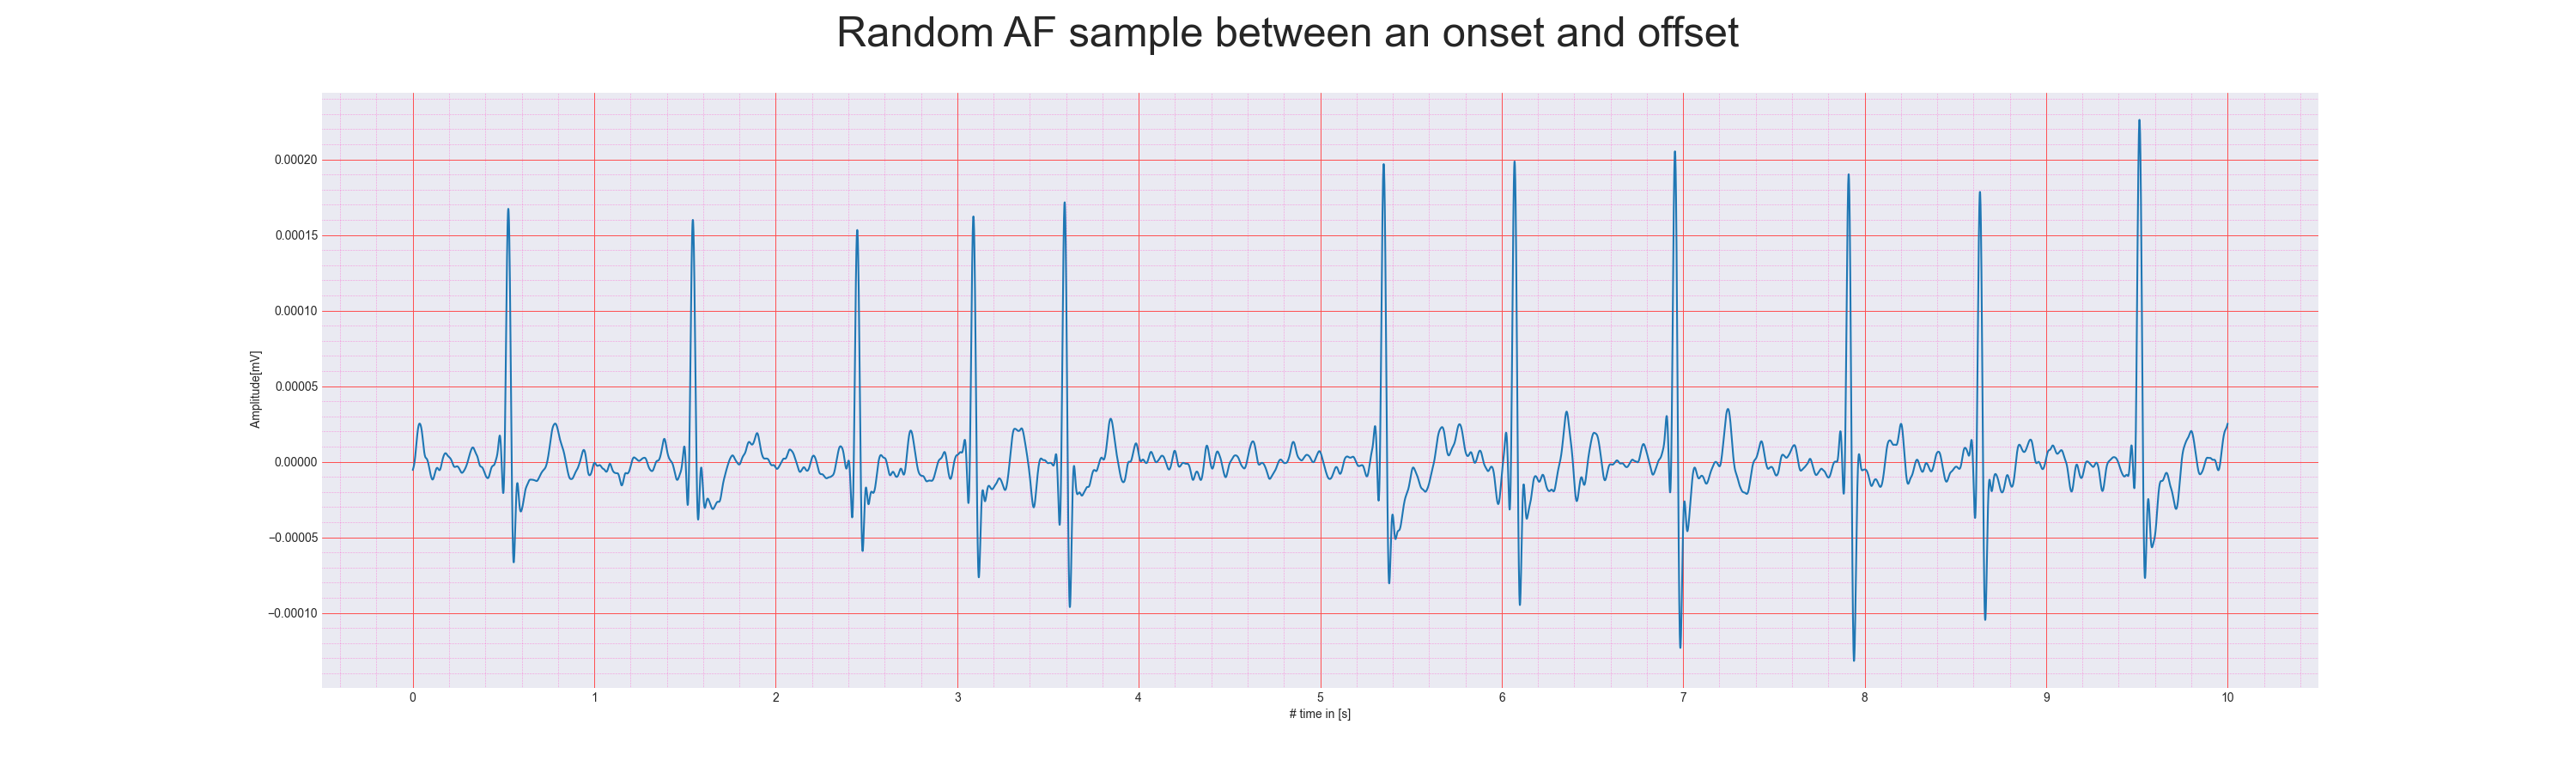 Random AF sample between an onset and offset
0.00020
0.00015
0.00010
0.00005
0.00000
−0.00005
−0.00010
Amplitude[mV]
0 1 2 3 4 5 6 7 8 9 10
# time in [s]